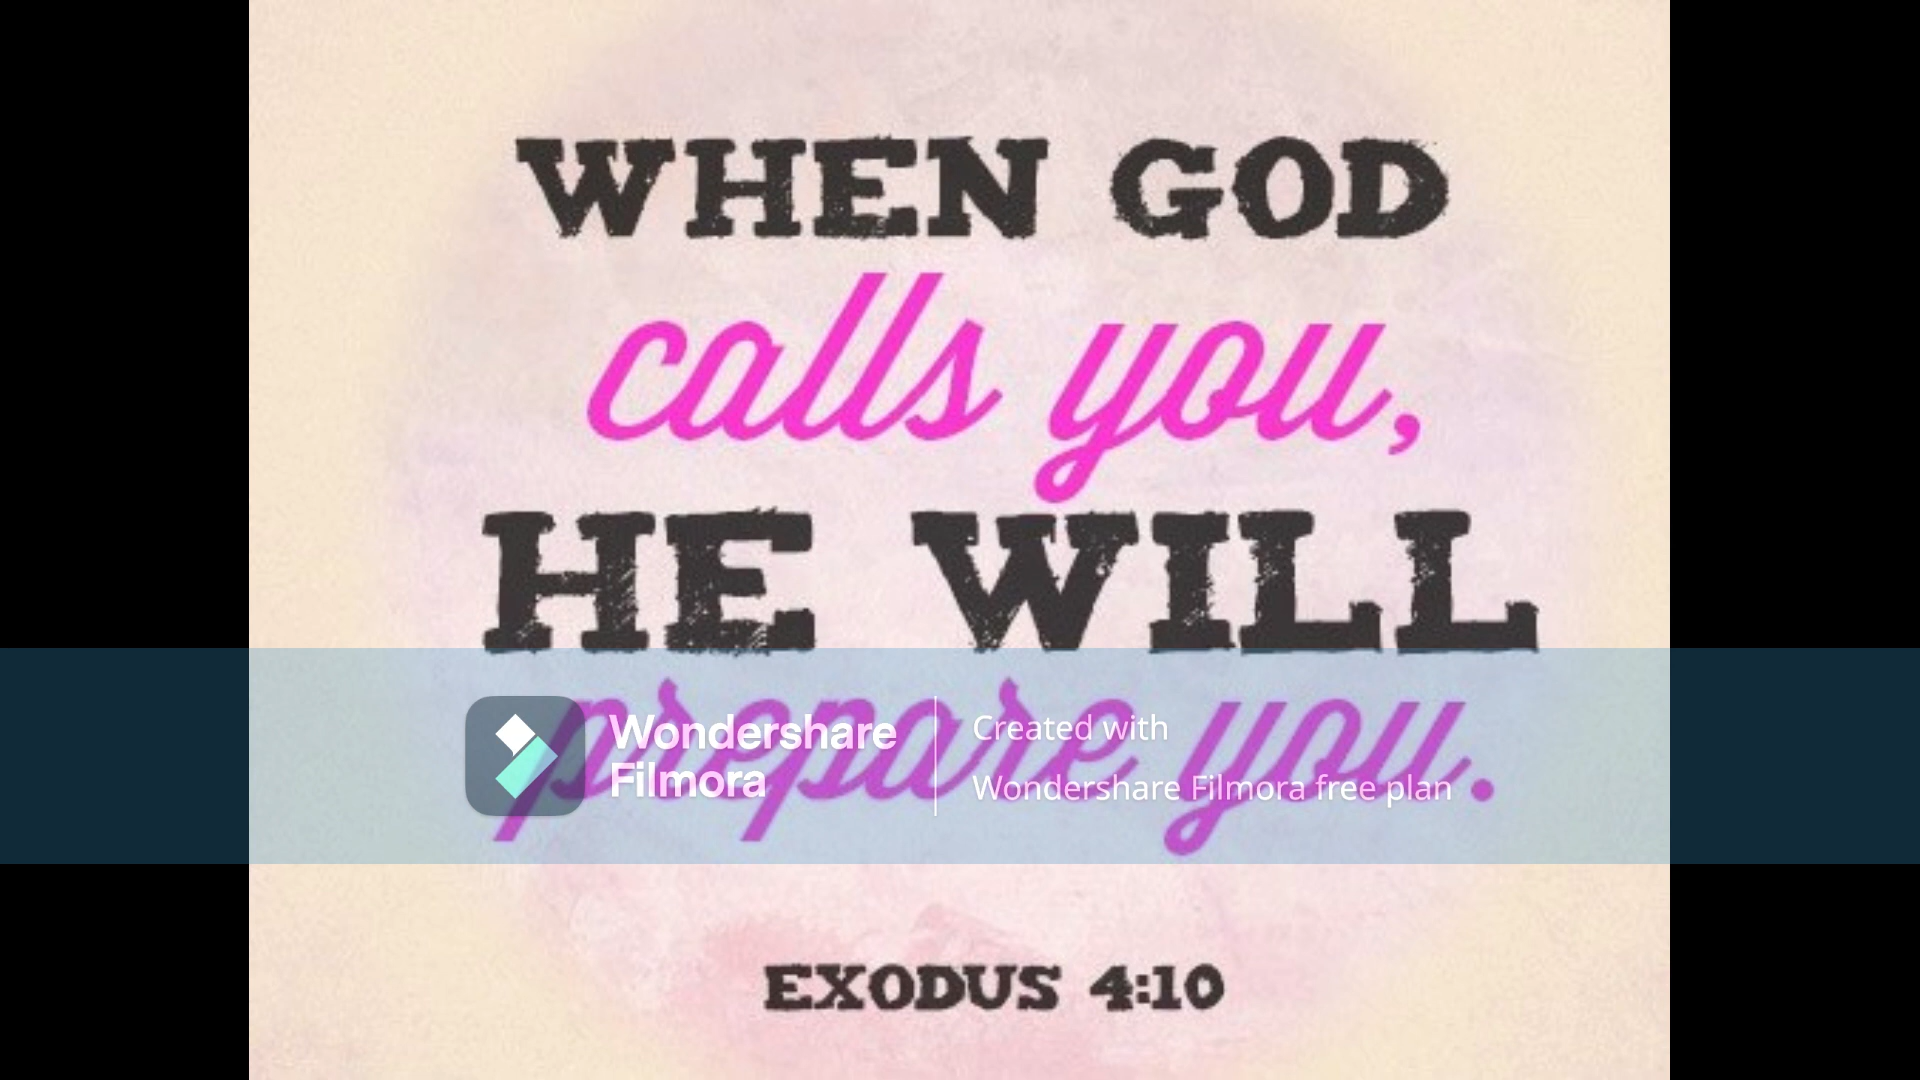 WHEN GOD
calls you,
HE WILL
prepare you.
Wondershare
Filmora
Created with
Wondershare Filmora free plan
EXODUS 4:10